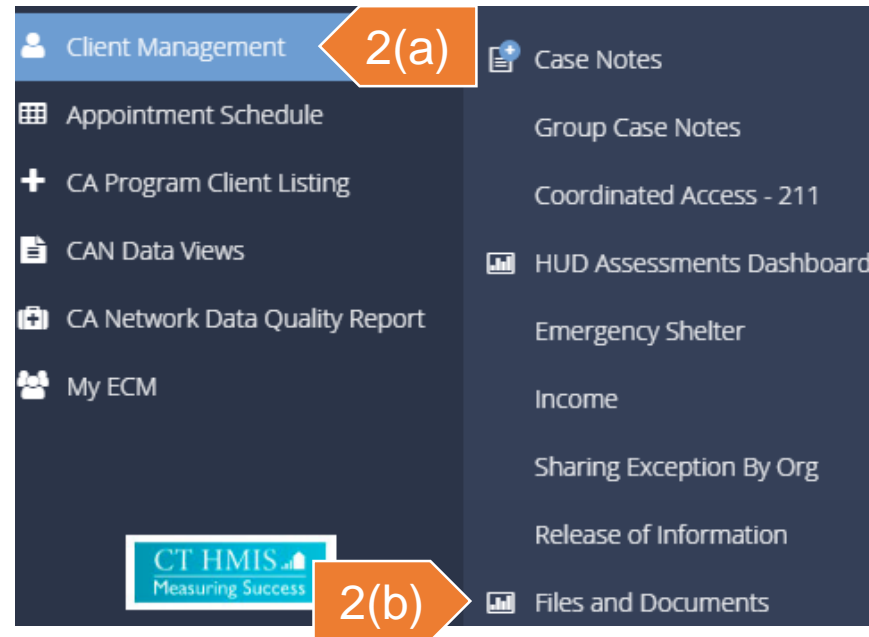 Client Management
2(a)
Appointment Schedule
CA Program Client Listing
CAN Data Views
CA Network Data Quality Report
My ECM
CT HMIS
Measuring Success
2(b)
Case Notes
Group Case Notes
Coordinated Access - 211
HUD Assessments Dashboard
Emergency Shelter
Income
Sharing Exception By Org
Release of Information
Files and Documents